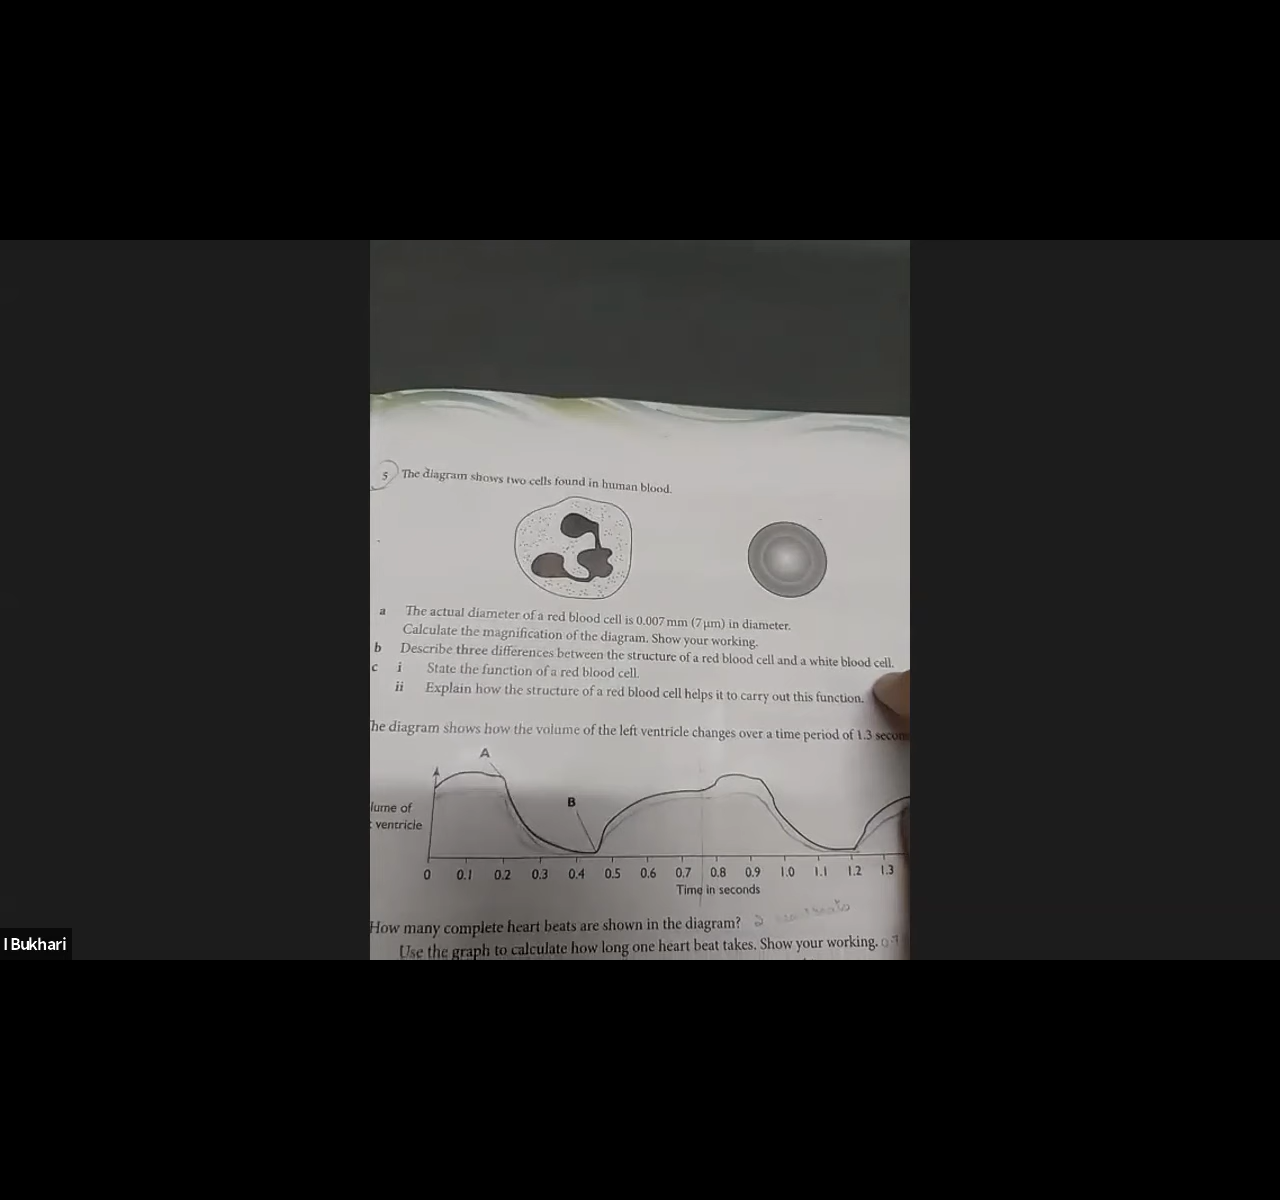 5 The diagram shows two cells found in human blood.
a The actual diameter of a red blood cell is 0.007 mm (7 µm) in diameter.
Calculate the magnification of the diagram. Show your working.
b Describe three differences between the structure of a red blood cell and a white blood cell.
c i State the function of a red blood cell.
ii Explain how the structure of a red blood cell helps it to carry out this function.
he diagram shows how the volume of the left ventricle changes over a time period of 1.3 secon
A
B
lume of
ventricle
0 0.1 0.2 0.3 0.4 0.5 0.6 0.7 0.8 0.9 1.0 1.1 1.2 1.3
Time in seconds
How many complete heart beats are shown in the diagram? 2
Use the graph to calculate how long one heart beat takes. Show your working.
I Bukhari